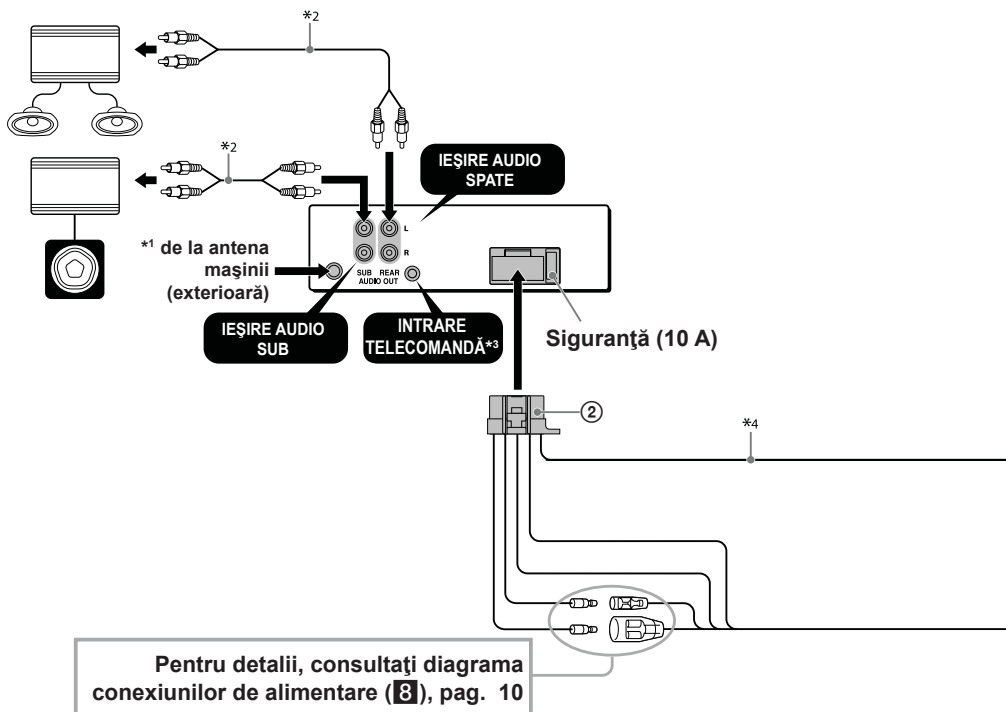 *2
*2
IEŞIRE AUDIO
SPATE
*1 de la antena
maşinii
(exterioară)
L
R
SUB REAR
AUDIO OUT
IEŞIRE AUDIO
SUB
INTRARE
TELECOMANDĂ*3
Siguranţă (10 A)
②
*4
Pentru detalii, consultaţi diagrama
conexiunilor de alimentare (8), pag. 10